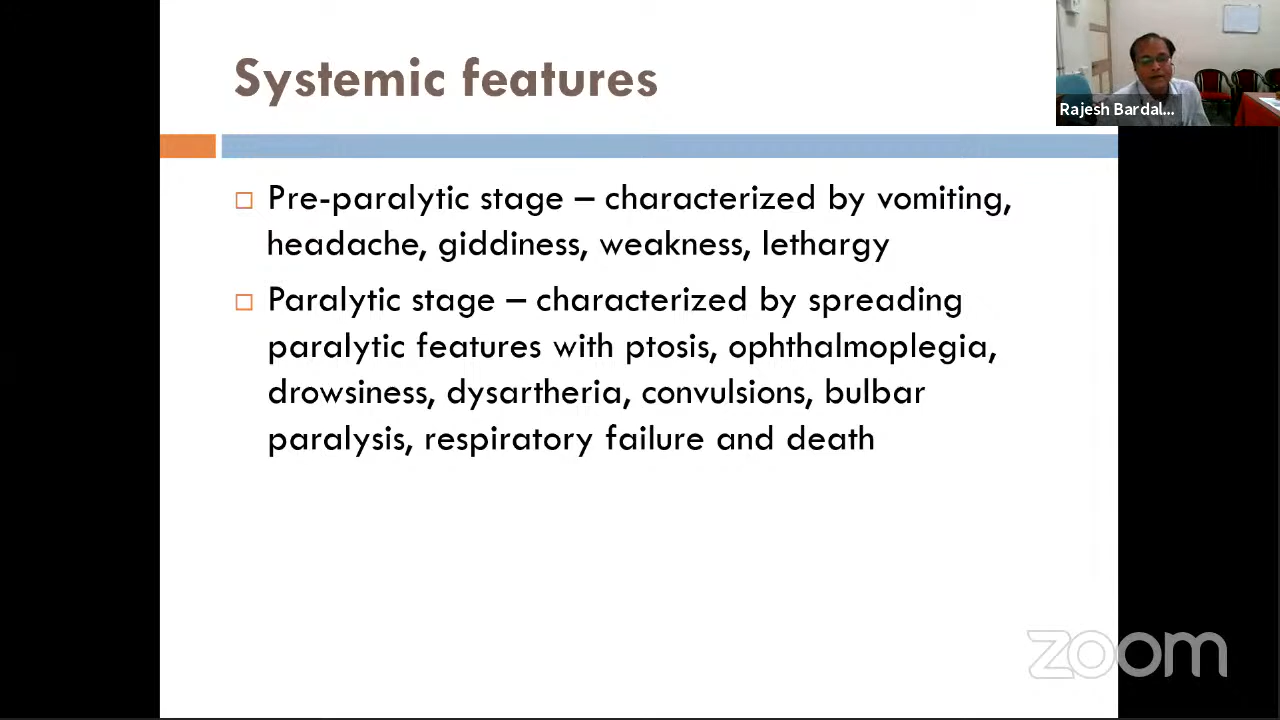 Systemic features
Rajesh Bardal...
Pre-paralytic stage – characterized by vomiting,
headache, giddiness, weakness, lethargy
Paralytic stage – characterized by spreading
paralytic features with ptosis, ophthalmoplegia,
drowsiness, dysartheria, convulsions, bulbar
paralysis, respiratory failure and death
zoom